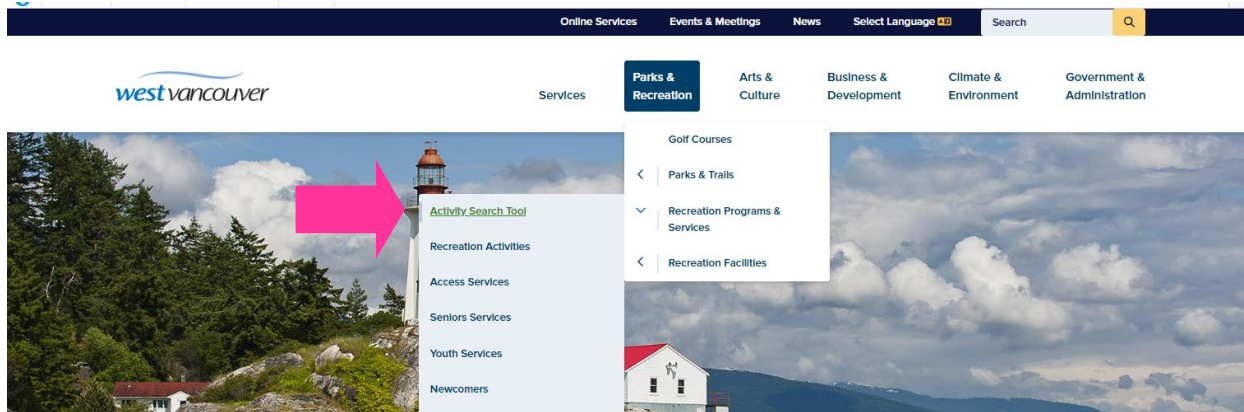 Online Services Events & Meetings News Select Language Search
west vancouver
Services
Parks &
Recreation
Arts &
Culture
Business &
Development
Climate &
Environment
Government &
Administration
Golf Courses
Parks & Trails
Recreation Programs &
Services
Recreation Facilities
Activity Search Tool
Recreation Activities
Access Services
Seniors Services
Youth Services
Newcomers